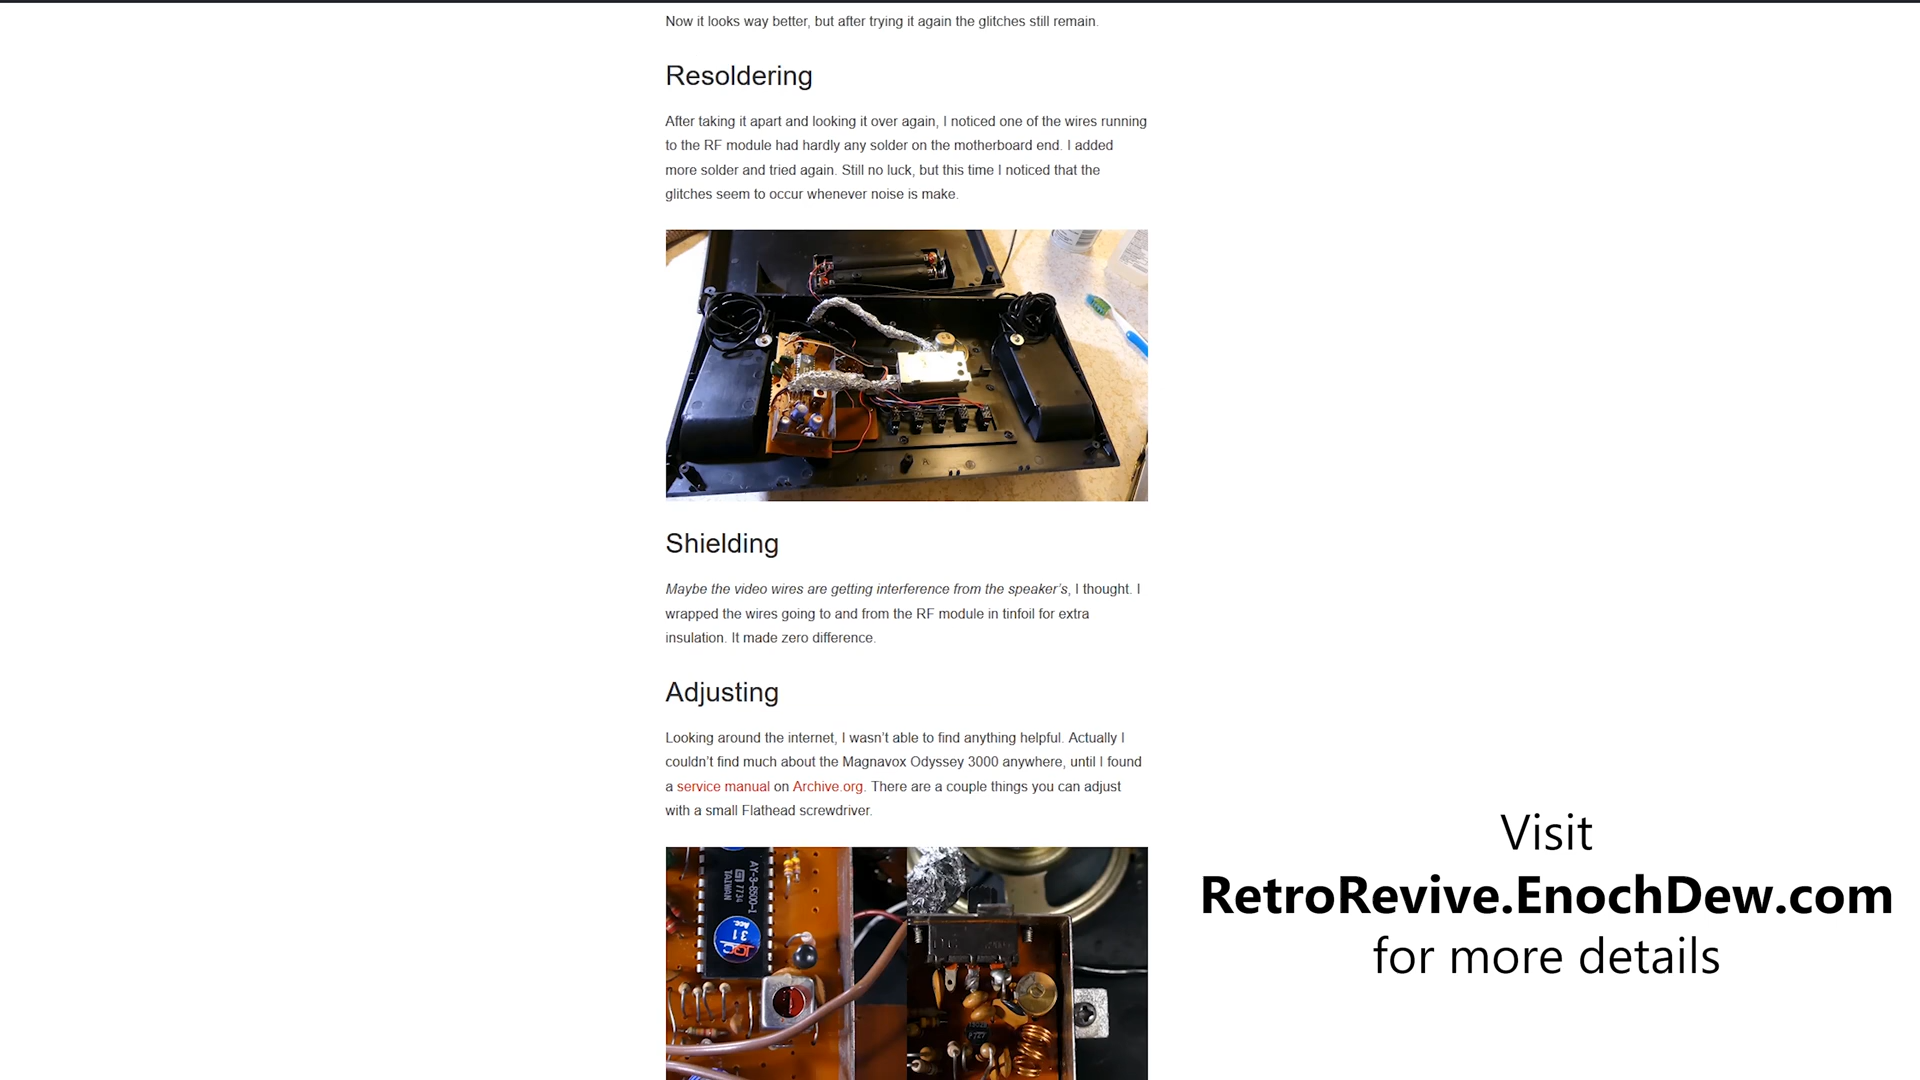 Now it looks way better, but after trying it again the glitches still remain.
Resoldering
After taking it apart and looking it over again, I noticed one of the wires running
to the RF module had hardly any solder on the motherboard end. I added
more solder and tried again. Still no luck, but this time I noticed that the
glitches seem to occur whenever noise is make.
Shielding
Maybe the video wires are getting interference from the speaker’s, I thought. I
wrapped the wires going to and from the RF module in tinfoil for extra
insulation. It made zero difference.
Adjusting
Looking around the internet, I wasn’t able to find anything helpful. Actually I
couldn’t find much about the Magnavox Odyssey 3000 anywhere, until I found
a service manual on Archive.org. There are a couple things you can adjust
with a small Flathead screwdriver.
AY-3-8500-1
7734
TAIWAN
31
Visit
RetroRevive.EnochDew.com
for more details